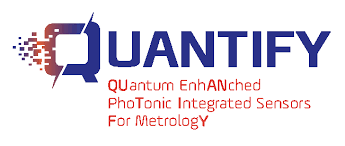 QUANTIFY
QUantum EnhANched
PhoTonic Integrated Sensors
For MetrologY